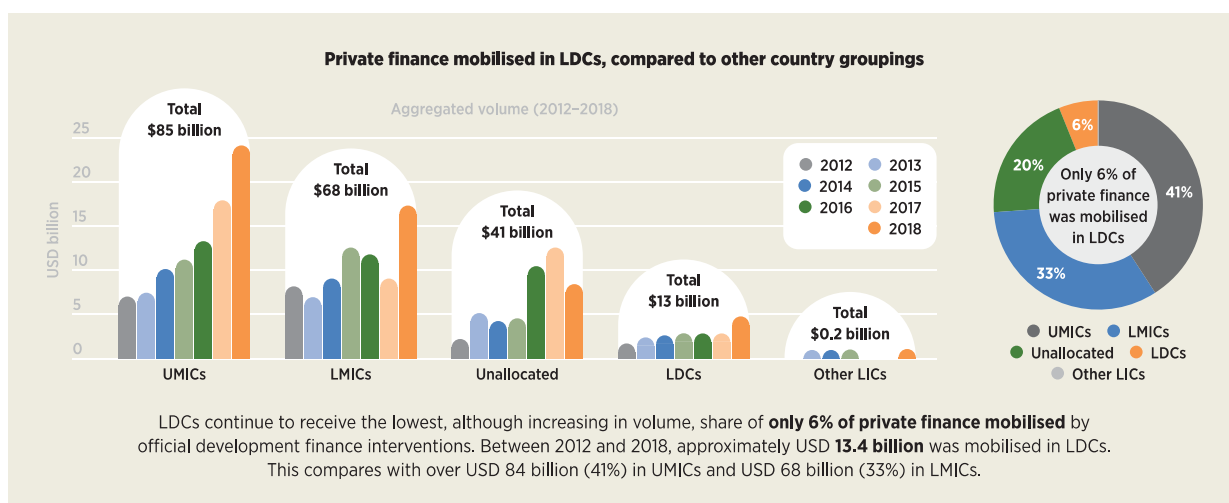 Private finance mobilised in LDCs, compared to other country groupings
Aggregated volume (2012–2018)
USD billion
25
20
15
10
5
0
Total
$85 billion
Total
$68 billion
Total
$41 billion
Total
$13 billion
Total
$0.2 billion
UMICs
LMICs
Unallocated
LDCs
Other LICs
2012
2013
2014
2015
2016
2017
2018
6%
20%
41%
33%
Only 6% of
private finance
was mobilised
in LDCs
UMICs
LMICs
Unallocated
LDCs
Other LICs
LDCs continue to receive the lowest, although increasing in volume, share of only 6% of private finance mobilised by
official development finance interventions. Between 2012 and 2018, approximately USD 13.4 billion was mobilised in LDCs.
This compares with over USD 84 billion (41%) in UMICs and USD 68 billion (33%) in LMICs.